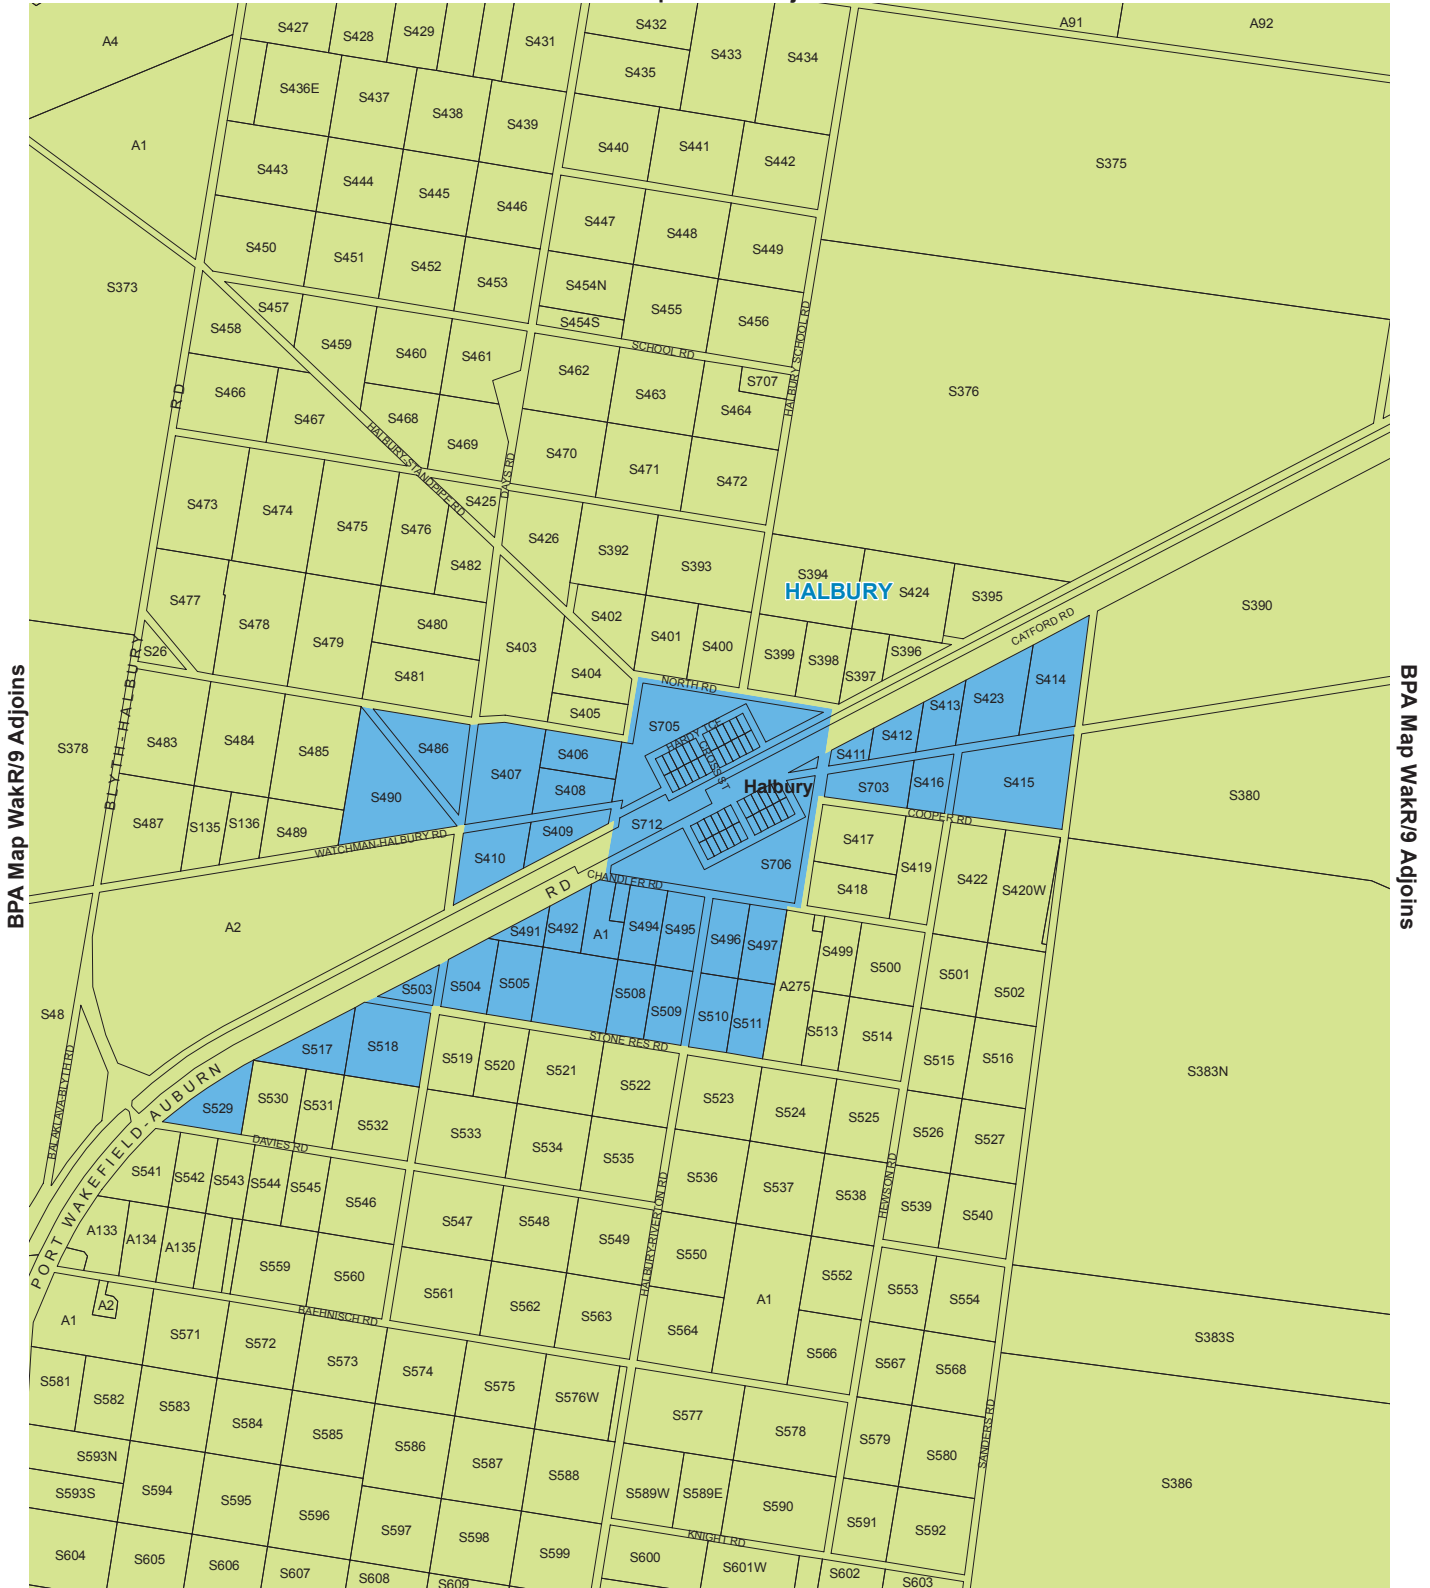 A4
S427
S428
S429
S431
S432
S433
S434
A91
A92
S435
S436E
S437
S438
S439
S440
S441
S442
A1
S375
S443
S444
S445
S446
S447
S448
S449
S450
S451
S452
S453
S454N
S454S
S455
S456
S373
S457
S458
S459
S460
S461
SCHOOL RD
HALBURY SCHOOL RD
S462
S463
S707
S464
S376
RD
S466
S467
S468
S469
HALBURY-STANDPIPE RD
DAYS RD
S470
S471
S472
S473
S474
S475
S476
S425
S426
S392
S393
S482
S394
HALBURY
S424
S395
S477
S478
S479
S480
S481
S403
S402
S401
S400
S399
S398
S397
S396
CATFORD RD
S390
S26
BLYTH-HALBURY
S404
S405
NORTH RD
S414
S423
S413
S412
S411
S378
S483
S484
S485
S486
S490
S407
S406
S408
S409
S410
S705
HARDY TCE
CROSS ST
Halbury
S712
S706
S703
S416
S415
S380
S487
S135
S136
S489
WATCHMAN-HALBURY RD
COOPER RD
S417
S418
S419
S422
S420W
CHANDLER RD
RD
A2
S491
S492
A1
S494
S495
S496
S497
S499
S500
S501
S502
A275
S503
S504
S505
S508
S509
S510
S511
S513
S514
S515
S516
S48
BALAKLAVA-BLYTH RD
S517
S518
STONE RES RD
S519
S520
S521
S522
S523
S524
S525
S526
S527
S383N
S529
S530
S531
S532
S533
S534
S535
DAVIES RD
PORT WAKEFIELD-AUBURN
S536
S537
S538
HEWSON RD
S539
S540
S541
S542
S543
S544
S545
S546
S547
S548
S549
HALBURY-RIVERTON RD
S550
A133
A134
A135
S559
S560
S561
S562
S563
S564
A1
S552
S553
S554
S566
S567
S568
S383S
A1
A2
BAEHNISCH RD
S571
S572
S573
S574
S575
S576W
S577
S578
S579
S580
SANDERS RD
S581
S582
S583
S584
S585
S586
S587
S588
S589W
S589E
S590
S591
S592
S386
S593N
S593S
S594
S595
S596
S597
S598
S599
KNIGHT RD
S600
S601W
S602
S603
S604
S605
S606
S607
S608
S609
BPA Map WakR/9 Adjoins
BPA Map WakR/9 Adjoins